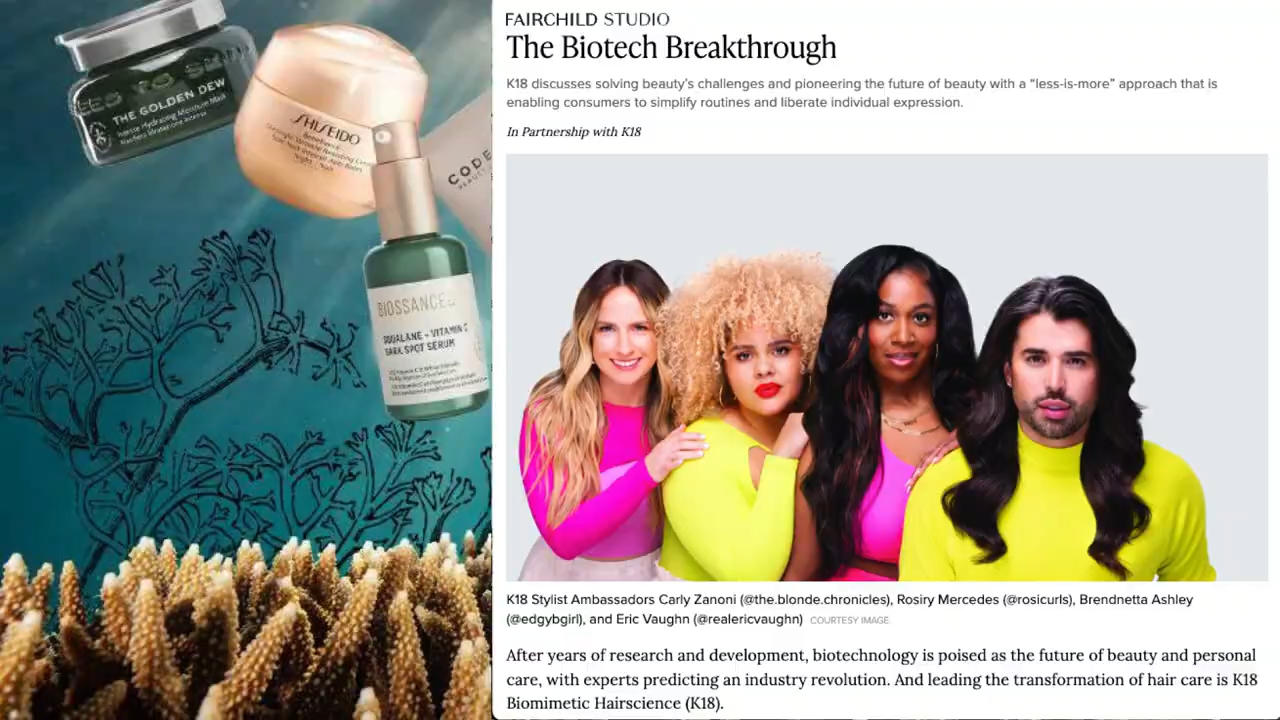 THE GOLDEN DEW
Intense Hydrating Moisture Mask
SHISEIDO
Benefiance
CODE
BIOSSANCE
SQUALANE + VITAMIN C
DARK SPOT SERUM
FAIRCHILD STUDIO
The Biotech Breakthrough
K18 discusses solving beauty’s challenges and pioneering the future of beauty with a “less-is-more” approach that is
enabling consumers to simplify routines and liberate individual expression.
In Partnership with K18
K18 Stylist Ambassadors Carly Zanoni (@the.blonde.chronicles), Rosiry Mercedes (@rosicurls), Brendnetta Ashley
(@edgybgirl), and Eric Vaughn (@realericvaughn) COURTESY IMAGE
After years of research and development, biotechnology is poised as the future of beauty and personal
care, with experts predicting an industry revolution. And leading the transformation of hair care is K18
Biomimetic Hairscience (K18).